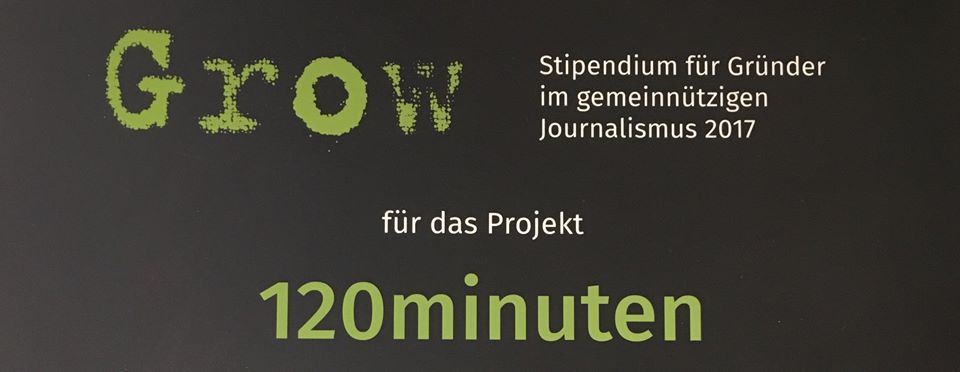 Grow
Stipendium für Gründer
im gemeinnützigen
Journalismus 2017
für das Projekt
120minuten